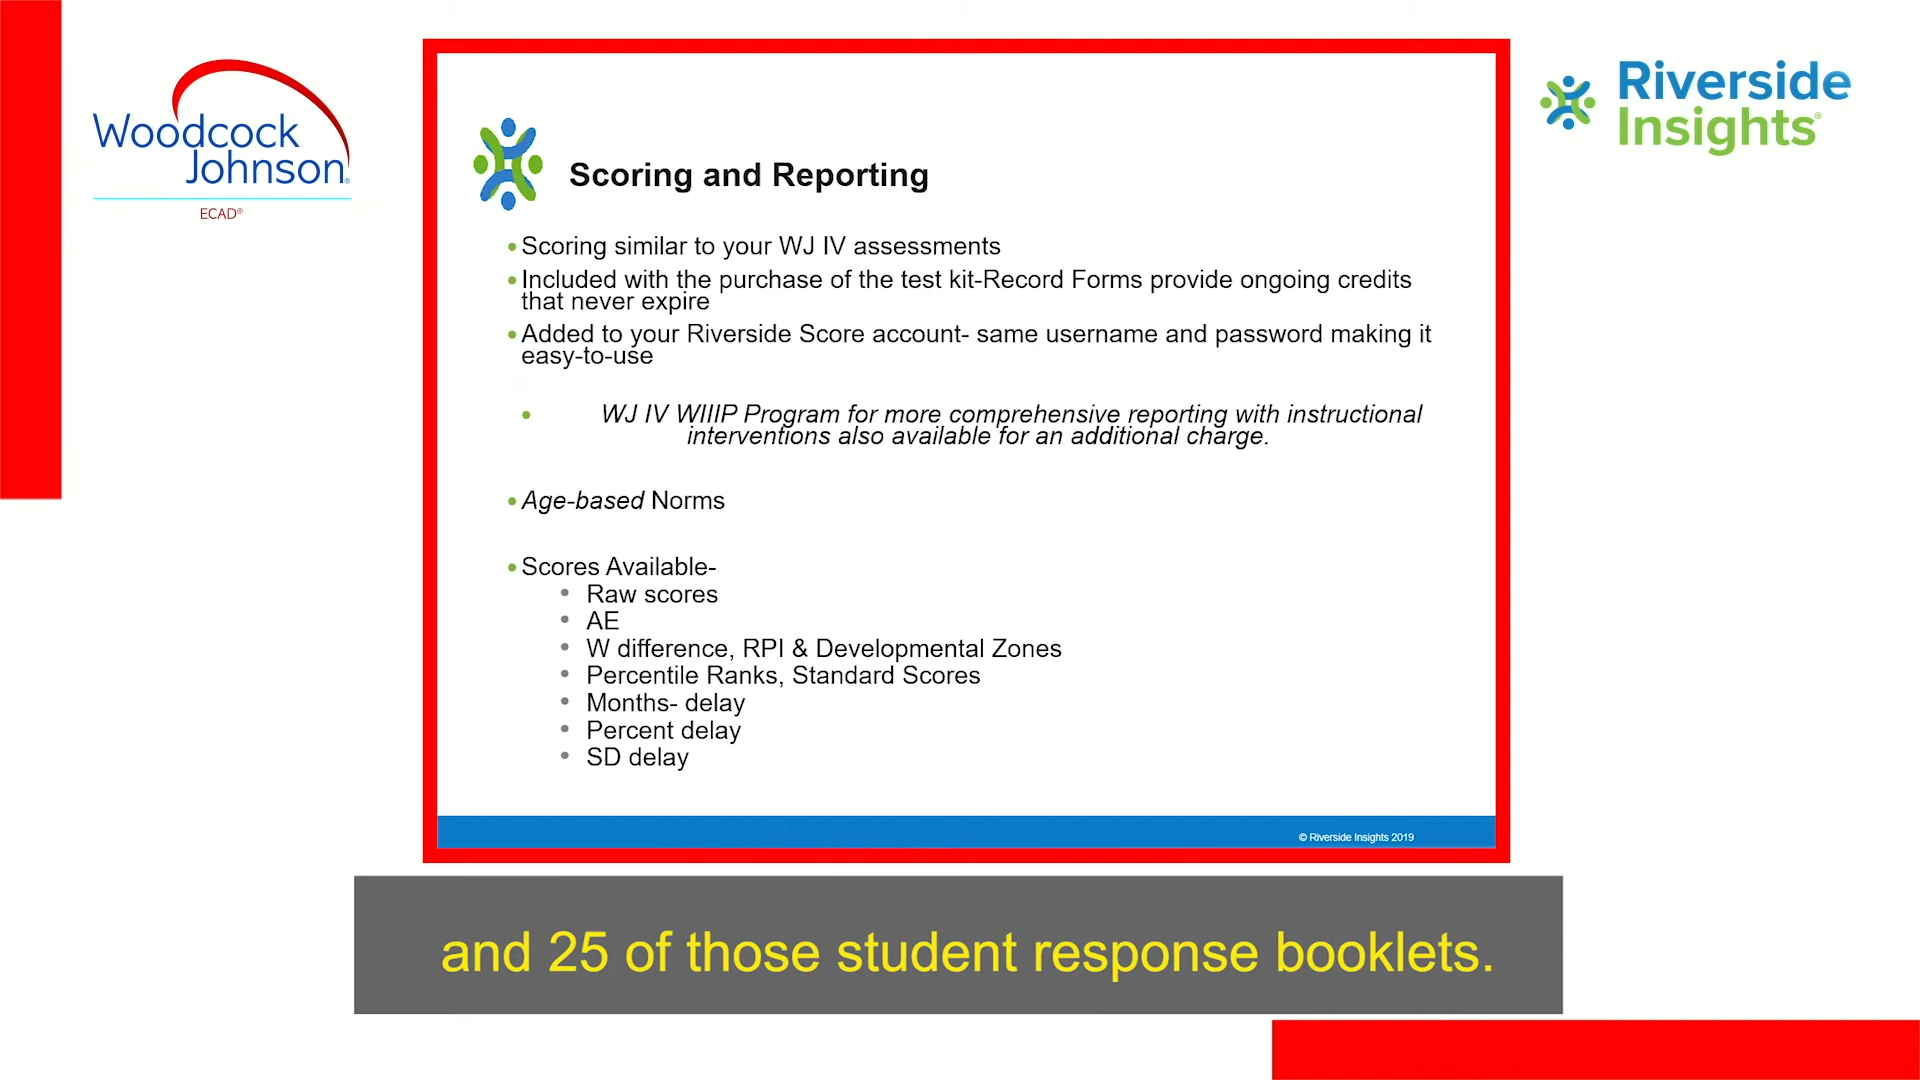 Woodcock
Johnson®
ECAD®
Riverside
Insights®
Scoring and Reporting
• Scoring similar to your WJ IV assessments
• Included with the purchase of the test kit-Record Forms provide ongoing credits
that never expire
• Added to your Riverside Score account- same username and password making it
easy-to-use
• WJ IV WIIIP Program for more comprehensive reporting with instructional
interventions also available for an additional charge.
• Age-based Norms
• Scores Available-
• Raw scores
• AE
• W difference, RPI & Developmental Zones
• Percentile Ranks, Standard Scores
• Months- delay
• Percent delay
• SD delay
© Riverside Insights 2019
and 25 of those student response booklets.